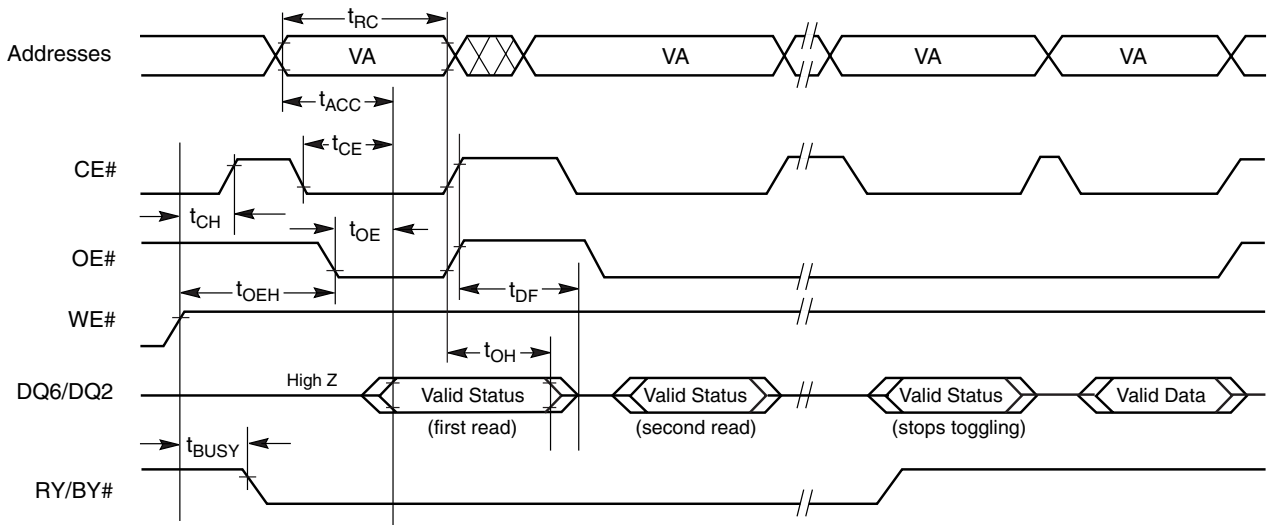 tRC
Addresses VA VA VA VA
tACC
tCE
CE#
tCH tOE
OE#
tOEH tDF
WE#
tOH
DQ6/DQ2 High Z Valid Status Valid Status Valid Status Valid Data
(first read) (second read) (stops toggling)
tBUSY
RY/BY#